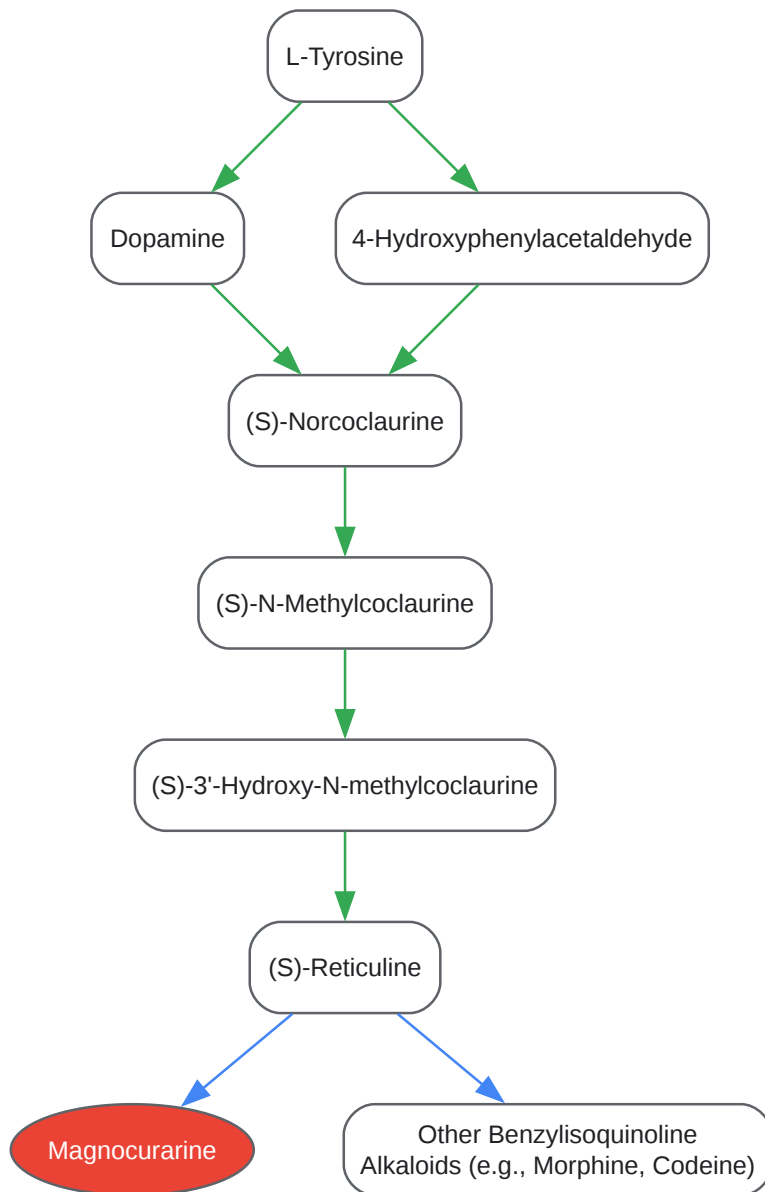 L-Tyrosine
Dopamine
4-Hydroxyphenylacetaldehyde
(S)-Norcoclaurine
(S)-N-Methylcoclaurine
(S)-3'-Hydroxy-N-methylcoclaurine
(S)-Reticuline
Magnocurarine
Other Benzylisoquinoline
Alkaloids (e.g., Morphine, Codeine)